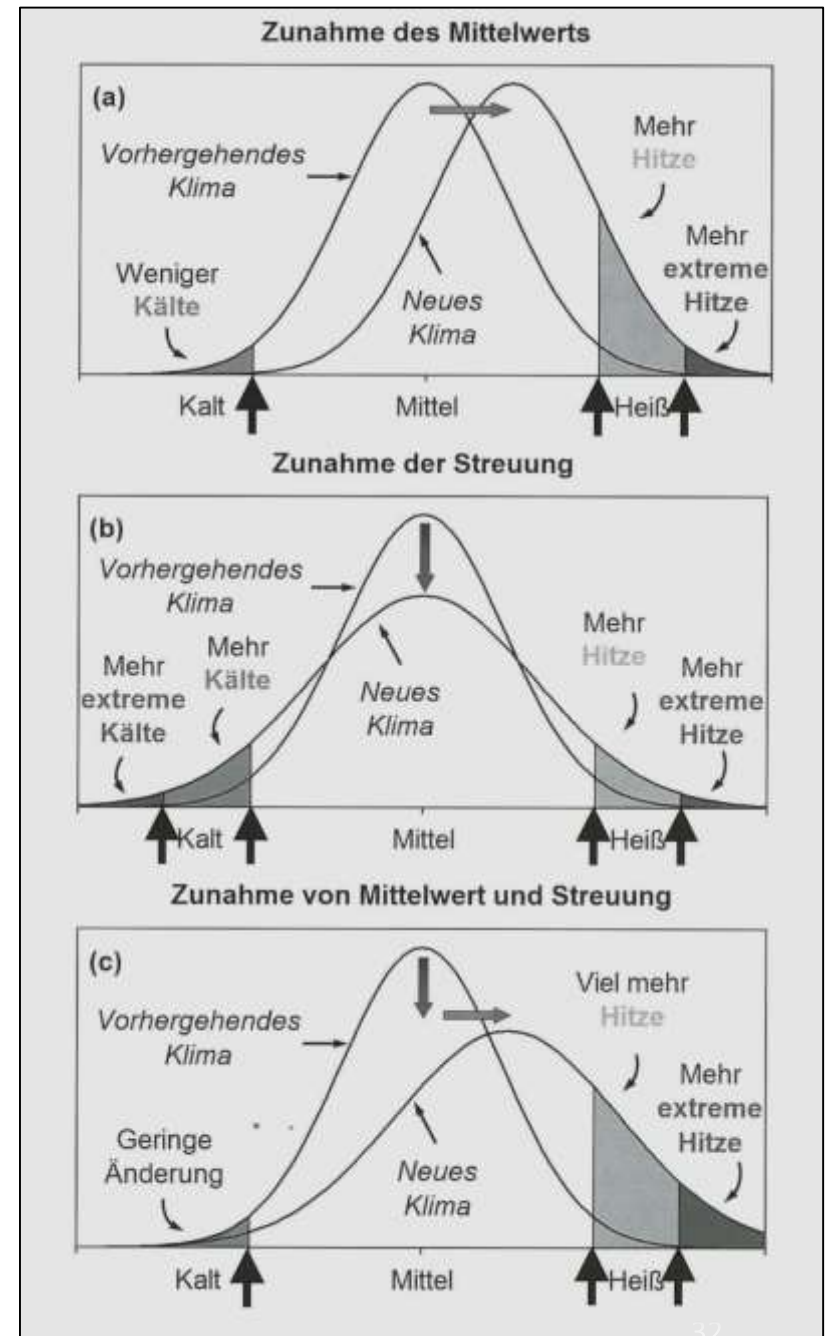 Zunahme des Mittelwerts
(a)
Vorhergehendes
Klima
Mehr
Hitze
Mehr
extreme
Hitze
Weniger
Kälte
Neues
Klima
Kalt
Mittel
Heiß
Zunahme der Streuung
(b)
Vorhergehendes
Klima
Mehr
extreme
Kälte
Mehr
Kälte
Neues
Klima
Mehr
Hitze
Mehr
extreme
Hitze
Kalt
Mittel
Heiß
Zunahme von Mittelwert und Streuung
(c)
Vorhergehendes
Klima
Viel mehr
Hitze
Mehr
extreme
Hitze
Geringe
Änderung
Neues
Klima
Kalt
Mittel
Heiß
32